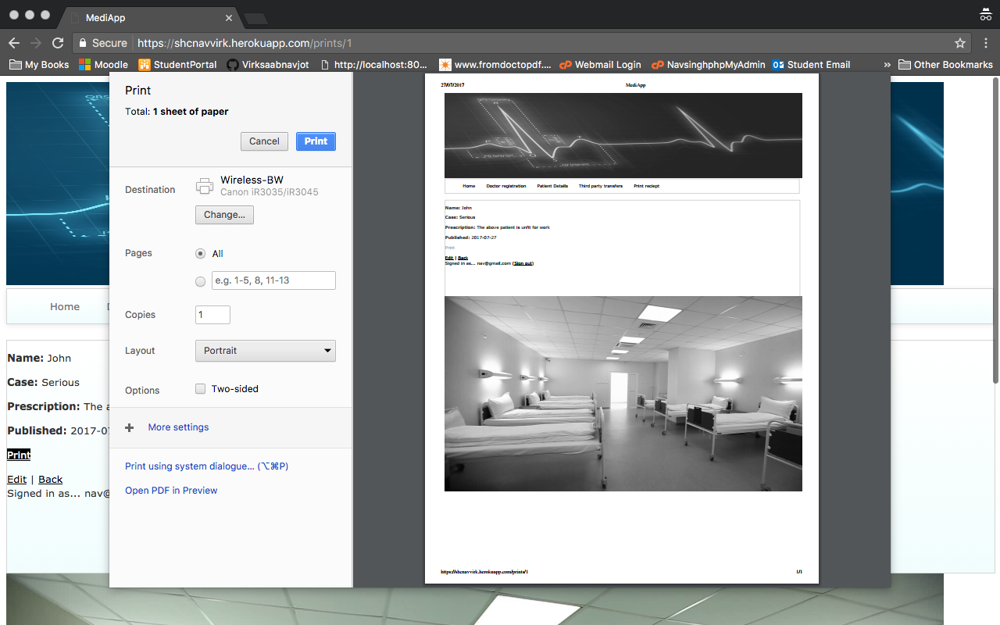 MediApp
Secure https://shcnavvirk.herokuapp.com/prints/1
My Books Moodle StudentPortal Virksaabnavjot http://localhost:80... www.fromdoctopdf.... Webmail Login NavsinghphpMyAdmin Student Email » Other Bookmarks
Print
Total: 1 sheet of paper
Cancel Print
Destination
Wireless-BW
Canon iR3035/iR3045
Change...
Pages
All
e.g. 1-5, 8, 11-13
Copies
1
Layout
Portrait
Options
Two-sided
More settings
Print using system dialogue... (⌥⌘P)
Open PDF in Preview
27/07/2017 MediApp
Home Doctor registration Patient Details Third party transfers Print reciept
Name: John
Case: Serious
Prescription: The above patient is unfit for work
Published: 2017-07-27
Print
Edit | Back
Signed in as... nav@gmail.com (Sign out)
https://shcnavvirk.herokuapp.com/prints/1 1/1
Home
Name: John
Case: Serious
Prescription: The a
Published: 2017-07
Print
Edit | Back
Signed in as... nav@